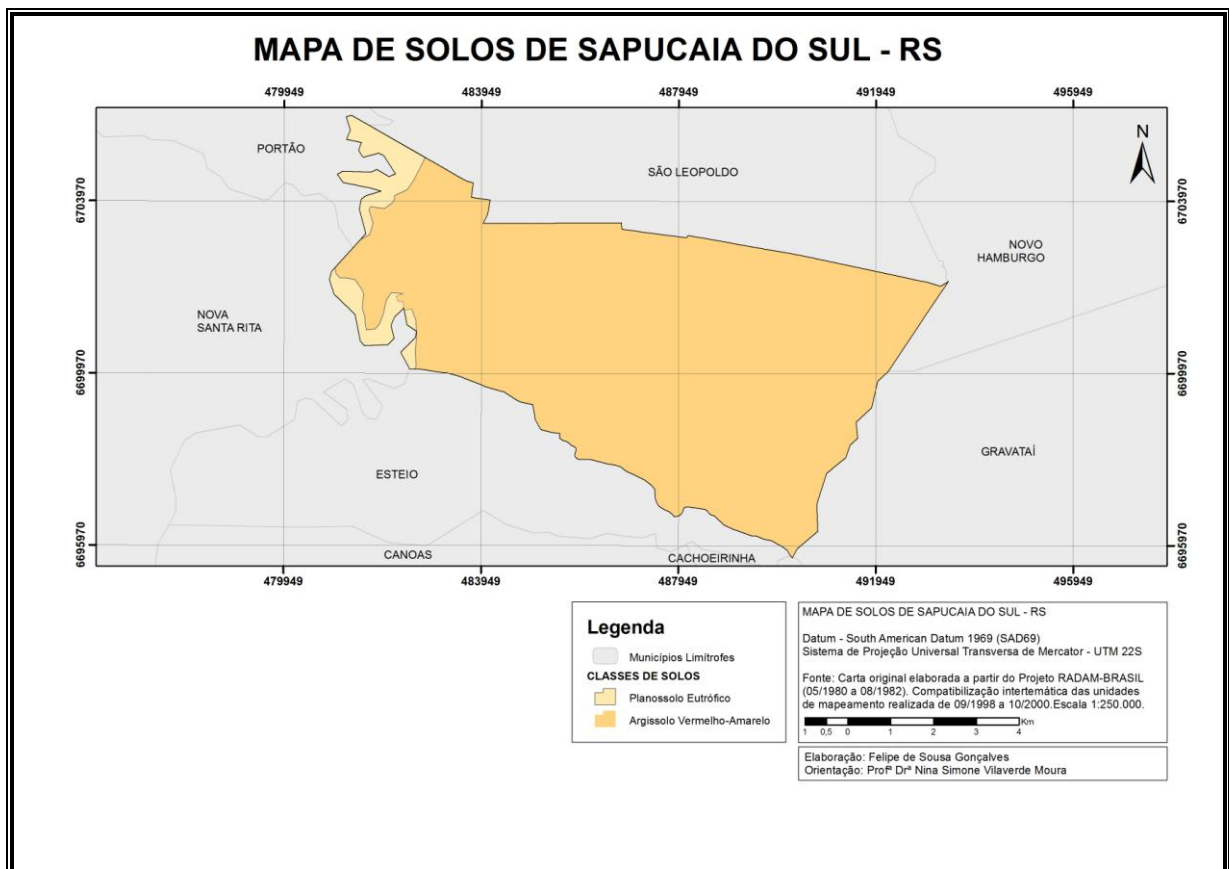 MAPA DE SOLOS DE SAPUCAIA DO SUL - RS
479949
483949
487949
491949
495949
N
PORTÃO
SÃO LEOPOLDO
6703970
6703970
NOVO
HAMBURGO
NOVA
SANTA RITA
6699970
6699970
GRAVATAÍ
ESTEIO
6695970
6695970
CANOAS
CACHOEIRINHA
479949
483949
487949
491949
495949
Legenda
Municípios Limítrofes
CLASSES DE SOLOS
Planossolo Eutrófico
Argissolo Vermelho-Amarelo
MAPA DE SOLOS DE SAPUCAIA DO SUL - RS
Datum - South American Datum 1969 (SAD69)
Sistema de Projeção Universal Transversa de Mercator - UTM 22S
Fonte: Carta original elaborada a partir do Projeto RADAM-BRASIL
(05/1980 a 08/1982). Compatibilização intertemática das unidades
de mapeamento realizada de 09/1998 a 10/2000.Escala 1:250.000.
Km
1 0,5 0 1 2 3 4
Elaboração: Felipe de Sousa Gonçalves
Orientação: Profª Drª Nina Simone Vilaverde Moura